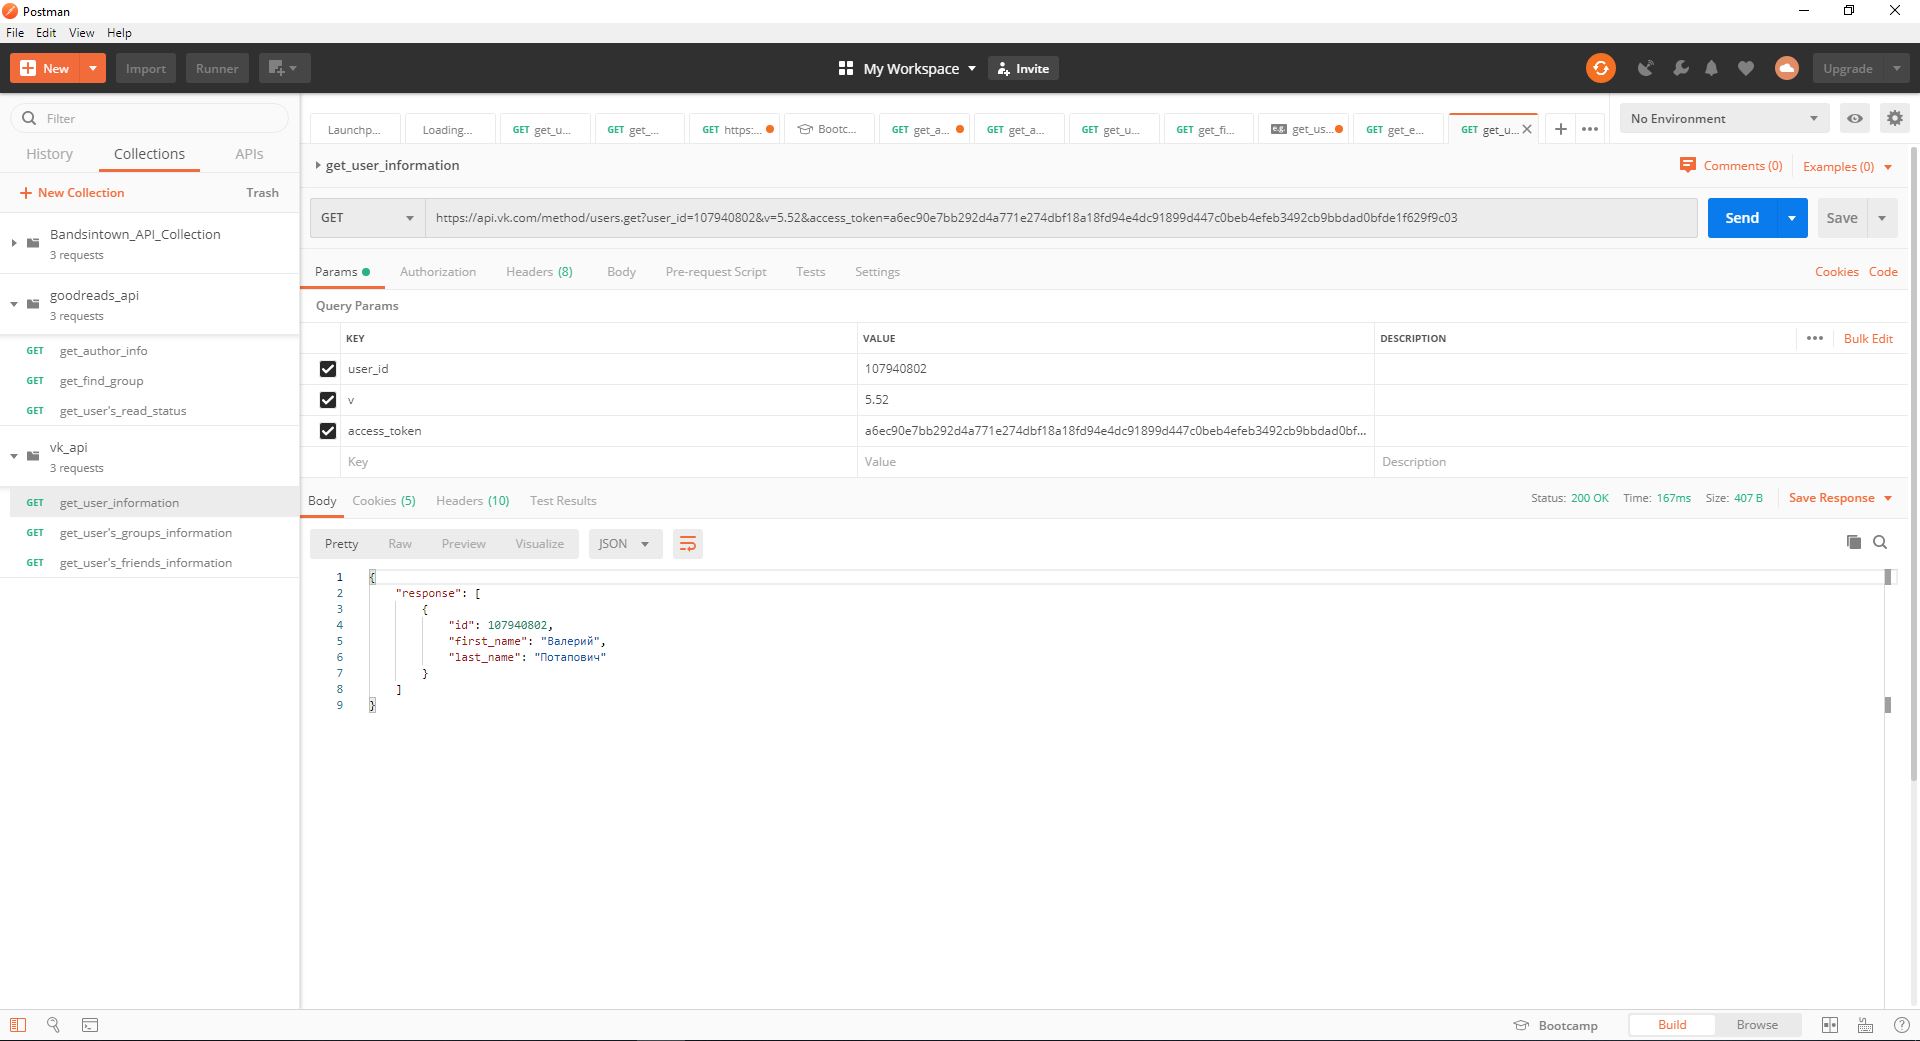 Postman
File Edit View Help
New Import Runner My Workspace Invite Upgrade
Filter
History Collections APIs
New Collection Trash
Bandsintown_API_Collection
3 requests
goodreads_api
3 requests
GET get_author_info
GET get_find_group
GET get_user's_read_status
vk_api
3 requests
GET get_user_information
GET get_user's_groups_information
GET get_user's_friends_information
Launchp... Loading... GET get_u... GET get_... GET https:... Bootc... GET get_a... GET get_a... GET get_u... GET get_fi... e.g. get_us... GET get_e... GET get_u...
No Environment
get_user_information
Comments (0) Examples (0)
GET https://api.vk.com/method/users.get?user_id=107940802&v=5.52&access_token=a6ec90e7bb292d4a771e274dbf18a18fd94e4dc91899d447c0beb4efeb3492cb9bbdad0bfde1f629f9c03
Send Save
Params Authorization Headers (8) Body Pre-request Script Tests Settings
Cookies Code
Query Params
KEY VALUE DESCRIPTION
Bulk Edit
user_id 107940802
v 5.52
access_token a6ec90e7bb292d4a771e274dbf18a18fd94e4dc91899d447c0beb4efeb3492cb9bbdad0bf...
Key Value Description
Body Cookies (5) Headers (10) Test Results
Status: 200 OK Time: 167ms Size: 407 B Save Response
Pretty Raw Preview Visualize JSON
1 {
2 "response": [
3 {
4 "id": 107940802,
5 "first_name": "Валерий",
6 "last_name": "Потапович"
7 }
8 ]
9 }
Bootcamp Build Browse